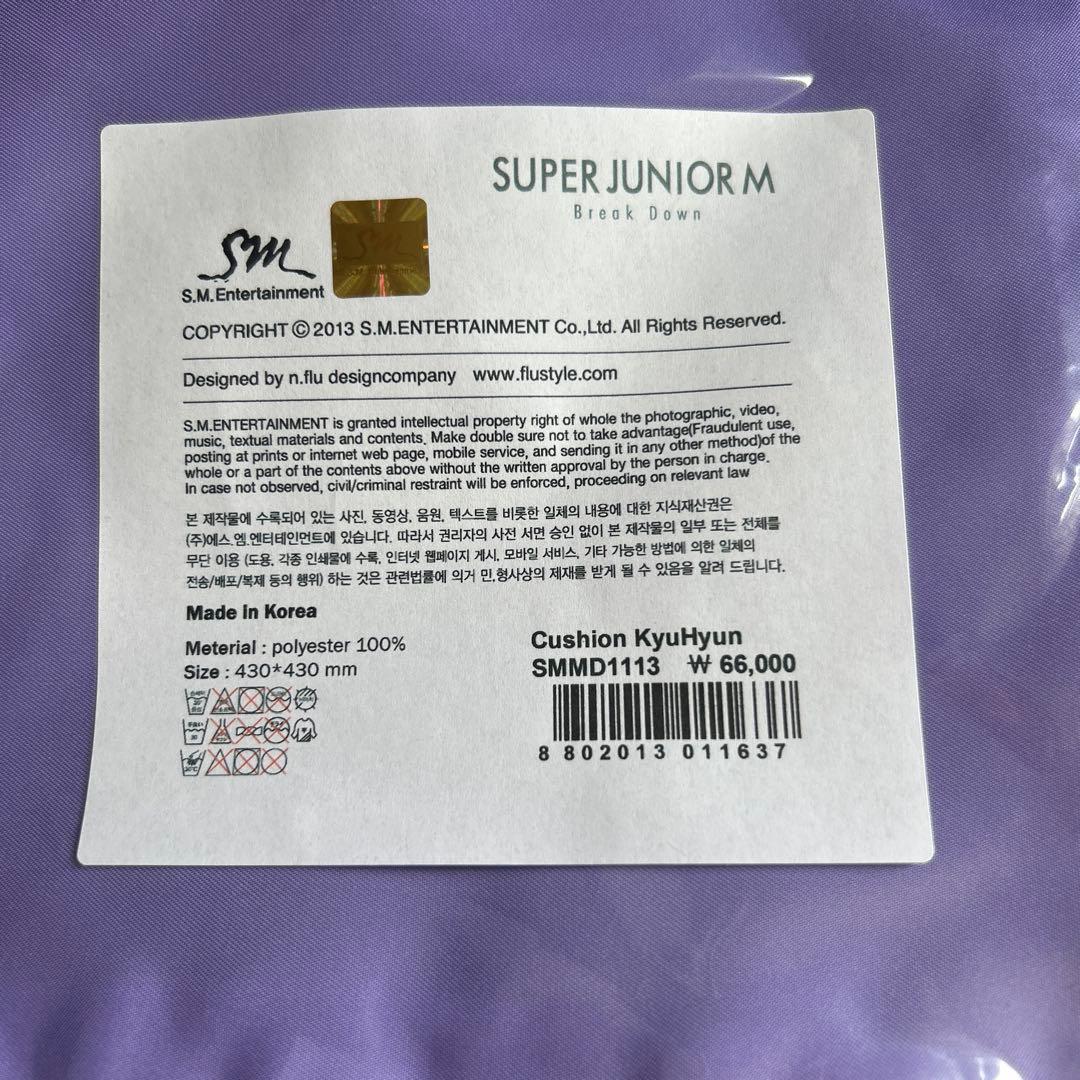 SUPER JUNIOR M
Break Down
SM
S.M.Entertainment
COPYRIGHT © 2013 S.M.ENTERTAINMENT Co.,Ltd. All Rights Reserved.
Designed by n.flu designcompany www.flustyle.com
S.M.ENTERTAINMENT is granted intellectual property right of whole the photographic, video,
music, textual materials and contents. Make double sure not to take advantage(Fraudulent use,
posting at prints or internet web page, mobile service, and sending it in any other method)of the
whole or a part of the contents above without the written approval by the person in charge.
In case not observed, civil/criminal restraint will be enforced, proceeding on relevant law
본 제작물에 수록되어 있는 사진, 동영상, 음원, 텍스트를 비롯한 일체의 내용에 대한 지식재산권은
(주)에스.엠.엔터테인먼트에 있습니다. 따라서 권리자의 사전 서면 승인 없이 본 제작물의 일부 또는 전체를
무단 이용 (도용, 각종 인쇄물에 수록, 인터넷 웹페이지 게시, 모바일 서비스, 기타 가능한 방법에 의한 일체의
전송/배포/복제 등의 행위) 하는 것은 관련법률에 의거 민,형사상의 제재를 받게 될 수 있음을 알려 드립니다.
Made in Korea
Meterial : polyester 100%
Size : 430*430 mm
Cushion KyuHyun
SMMD1113 ₩ 66,000
8 802013 011637